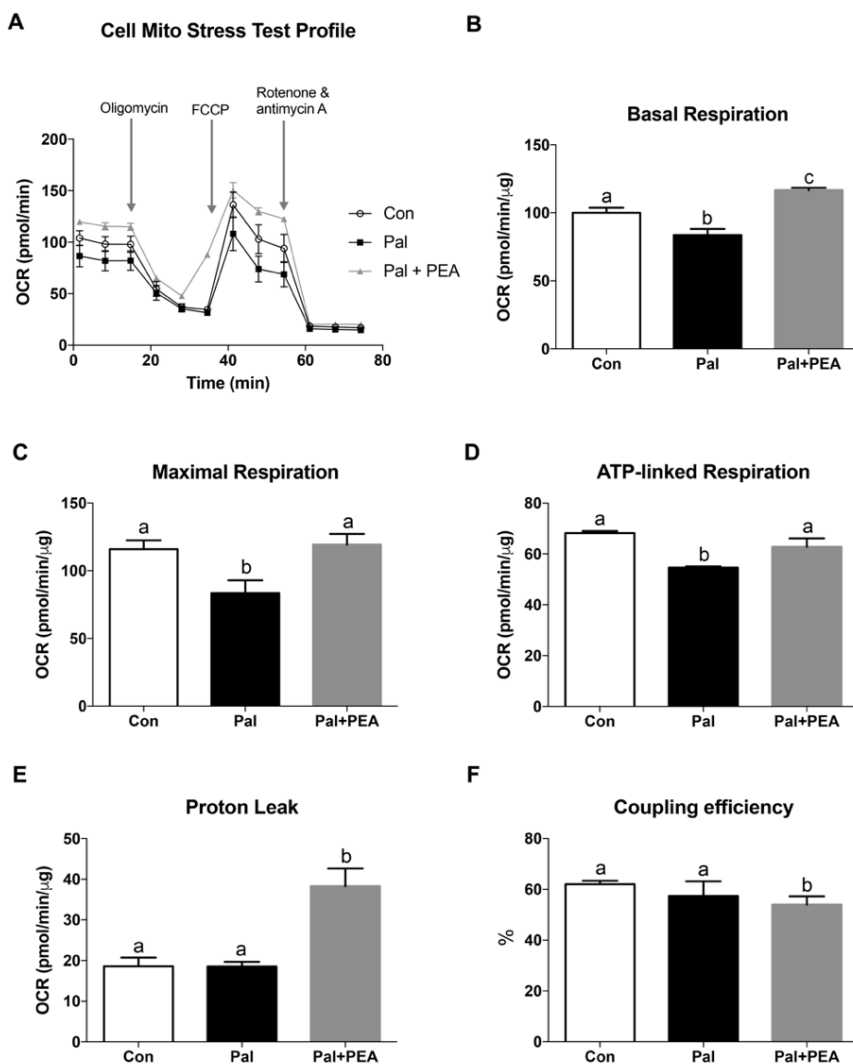 A
Cell Mito Stress Test Profile
Oligomycin
FCCP
Rotenone &
antimycin A
200
150
100
50
0
OCR (pmol/min)
0
20
40
60
80
Time (min)
Con
Pal
Pal + PEA
B
Basal Respiration
150
100
50
0
OCR (pmol/min/µg)
a
b
c
Con
Pal
Pal+PEA
C
Maximal Respiration
150
100
50
0
OCR (pmol/min/µg)
a
b
a
Con
Pal
Pal+PEA
D
ATP-linked Respiration
80
60
40
20
0
OCR (pmol/min/µg)
a
b
a
Con
Pal
Pal+PEA
E
Proton Leak
50
40
30
20
10
0
OCR (pmol/min/µg)
a
a
b
Con
Pal
Pal+PEA
F
Coupling efficiency
80
60
40
20
0
%
a
a
b
Con
Pal
Pal+PEA